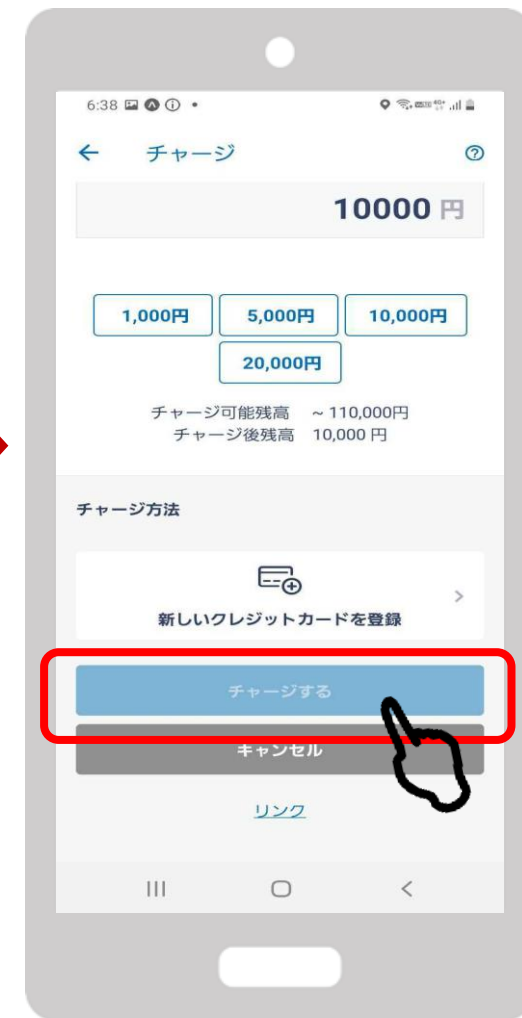 6:38
チャージ
10000 円
1,000円 5,000円 10,000円
20,000円
チャージ可能残高 ~ 110,000円
チャージ後残高 10,000 円
チャージ方法
新しいクレジットカードを登録
チャージする
キャンセル
リンク